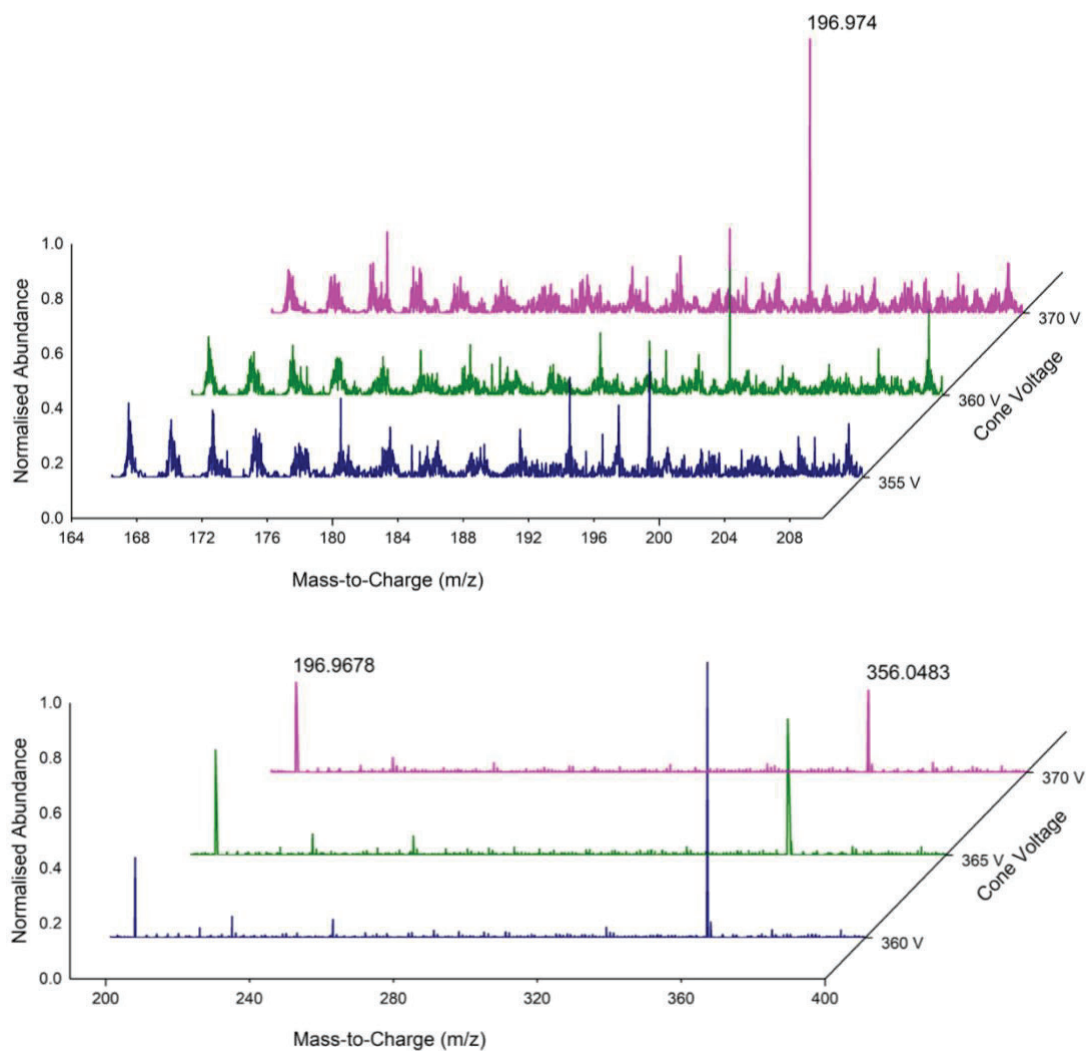 196.974
1.0
0.8
0.6
0.4
0.2
0.0
Normalised Abundance
370 V
360 V
355 V
Cone Voltage
164 168 172 176 180 184 188 192 196 200 204 208
Mass-to-Charge (m/z)
196.9678 356.0483
1.0
0.8
0.6
0.4
0.2
0.0
Normalised Abundance
370 V
365 V
360 V
Cone Voltage
200 240 280 320 360 400
Mass-to-Charge (m/z)